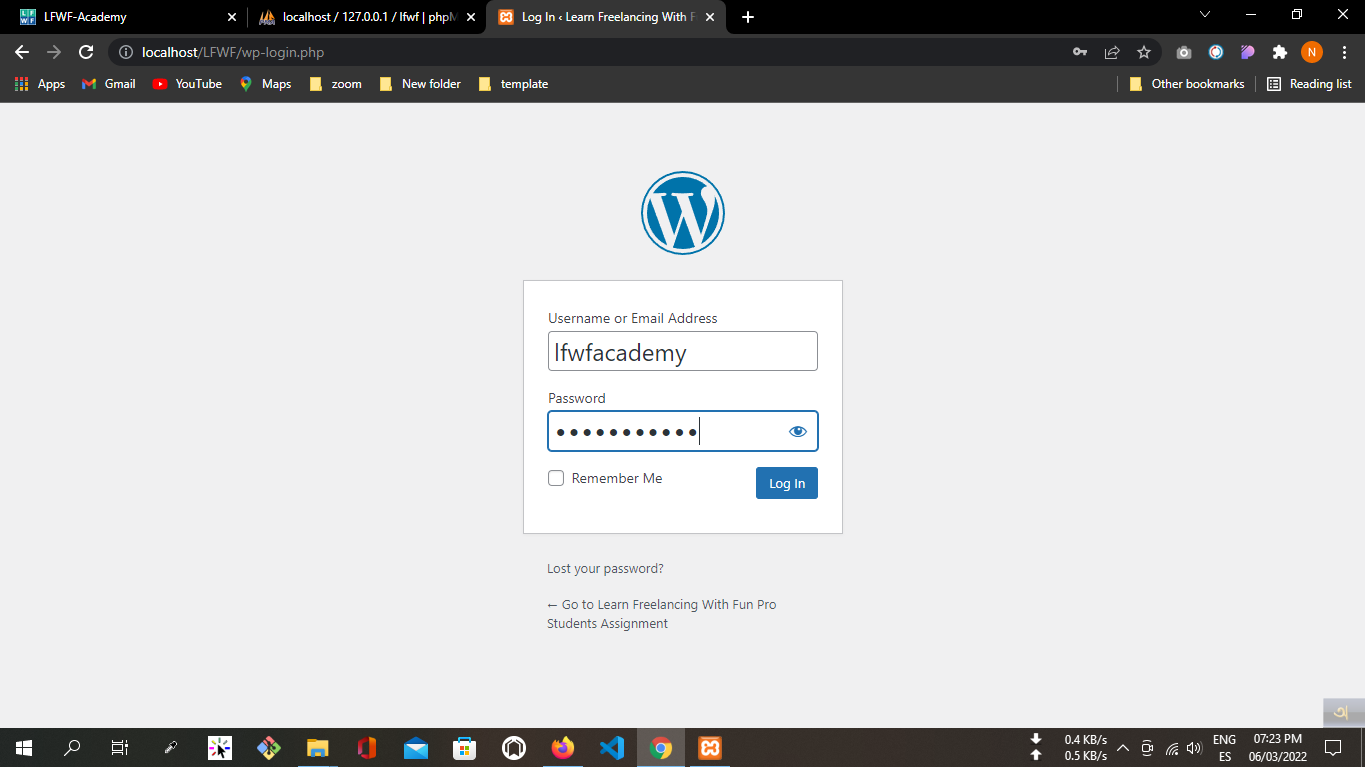 LFWF-Academy
localhost / 127.0.0.1 / lfwf | phpM
Log In ‹ Learn Freelancing With F
localhost/LFWF/wp-login.php
N
Apps
Gmail
YouTube
Maps
zoom
New folder
template
Other bookmarks
Reading list
Username or Email Address
lfwfacademy
Password
Remember Me
Log In
Lost your password?
← Go to Learn Freelancing With Fun Pro
Students Assignment
অ
0.4 KB/s
0.5 KB/s
ENG
ES
07:23 PM
06/03/2022